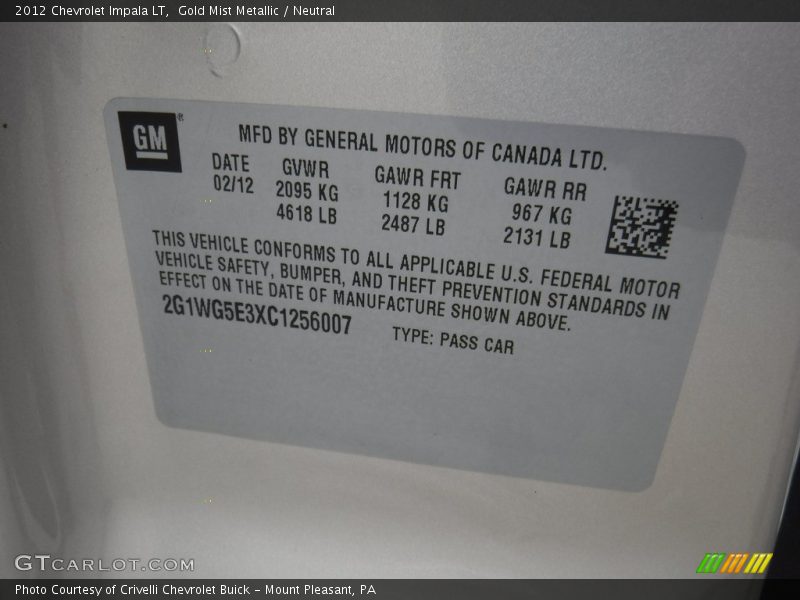 2012 Chevrolet Impala LT,  Gold Mist Metallic / Neutral
GM®
MFD BY GENERAL MOTORS OF CANADA LTD.
DATE GVWR GAWR FRT GAWR RR
02/12 2095 KG 1128 KG 967 KG
4618 LB 2487 LB 2131 LB
THIS VEHICLE CONFORMS TO ALL APPLICABLE U.S. FEDERAL MOTOR
VEHICLE SAFETY, BUMPER, AND THEFT PREVENTION STANDARDS IN
EFFECT ON THE DATE OF MANUFACTURE SHOWN ABOVE.
2G1WG5E3XC1256007 TYPE: PASS CAR
GTCARLOT.COM
Photo Courtesy of Crivelli Chevrolet Buick - Mount Pleasant, PA